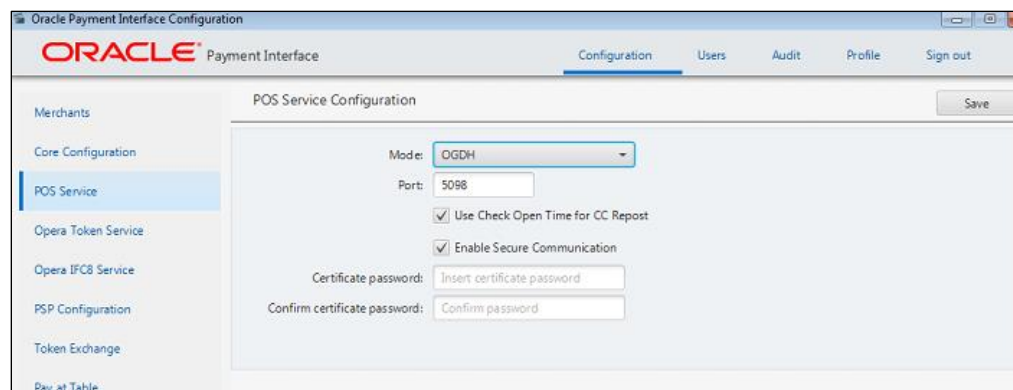 Oracle Payment Interface Configuration
ORACLE Payment Interface
Configuration Users Audit Profile Sign out
POS Service Configuration
Save
Merchants
Core Configuration
POS Service
Opera Token Service
Opera IFC8 Service
PSP Configuration
Token Exchange
Pay at Table
Mode: OGDH
Port: 5098
Use Check Open Time for CC Repost
Enable Secure Communication
Certificate password: Insert certificate password
Confirm certificate password: Confirm password